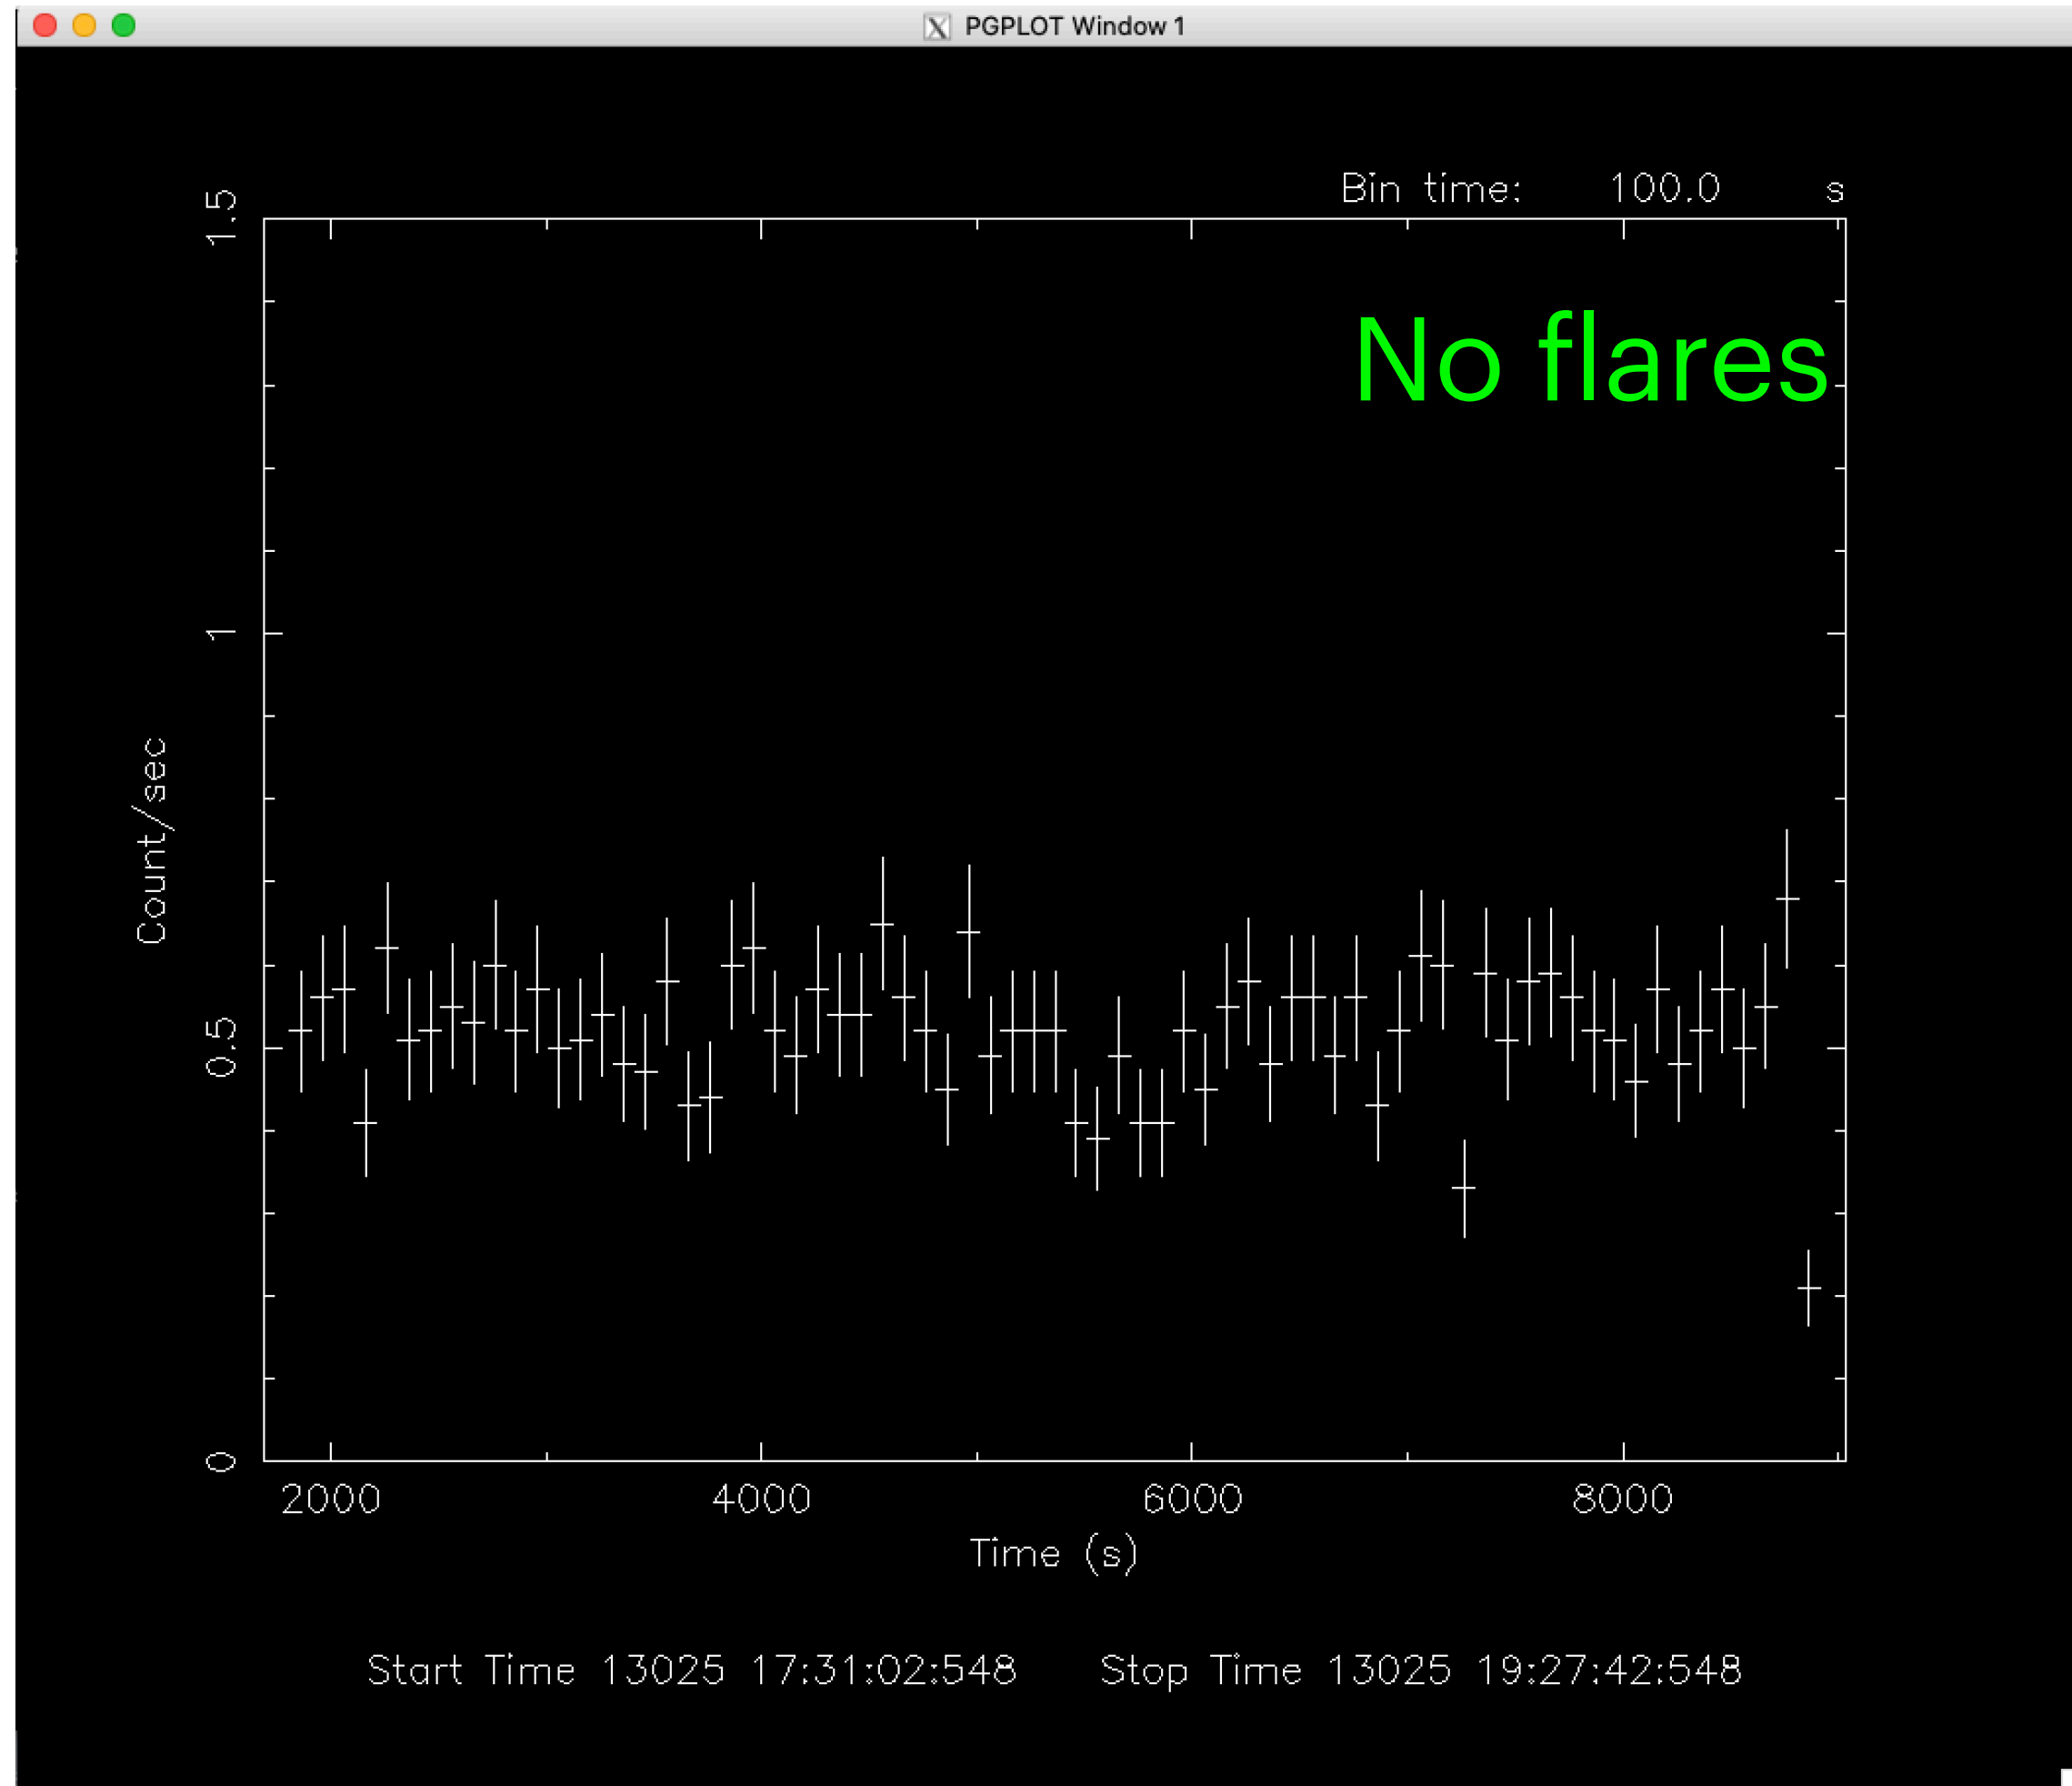 PGPLOT Window 1
Bin time: 100.0 s
No flares
1.5
1
0.5
0
Count/sec
2000 4000 6000 8000
Time (s)
Start Time 13025 17:31:02:548 Stop Time 13025 19:27:42:548